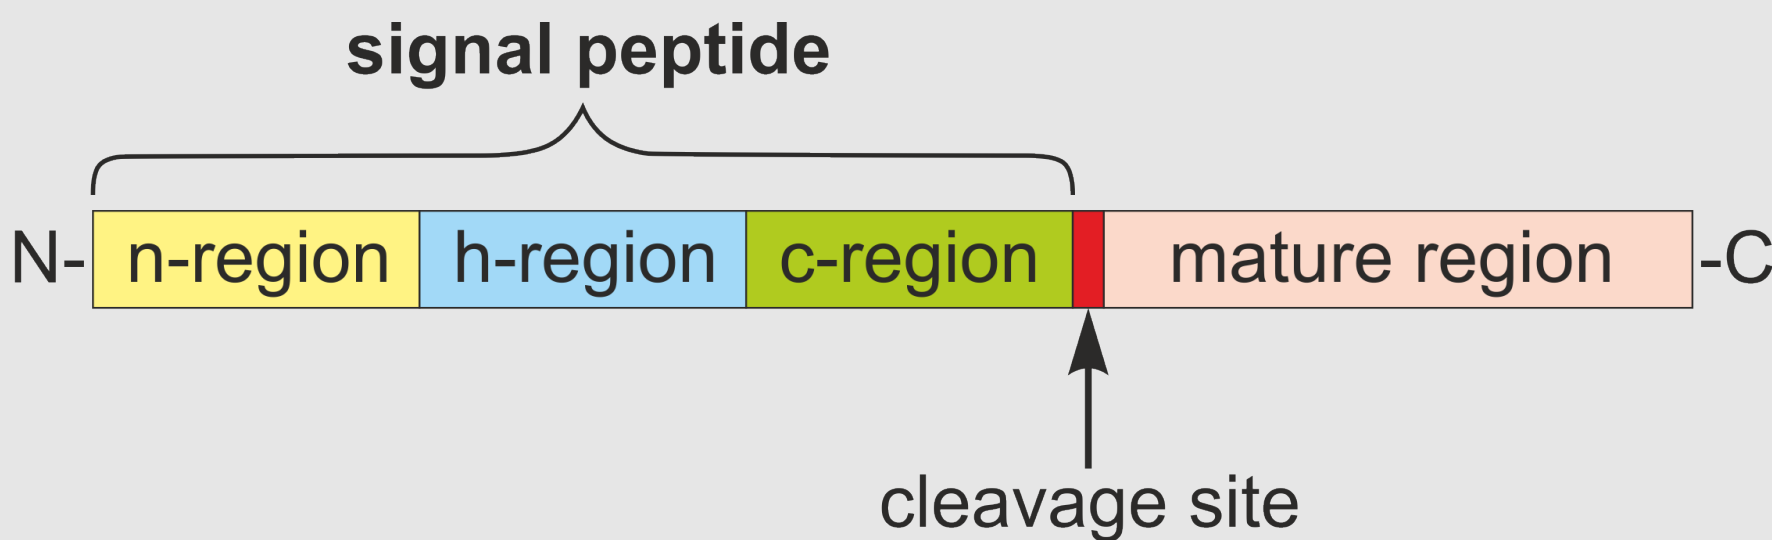 signal peptide
N- n-region h-region c-region mature region -C
cleavage site